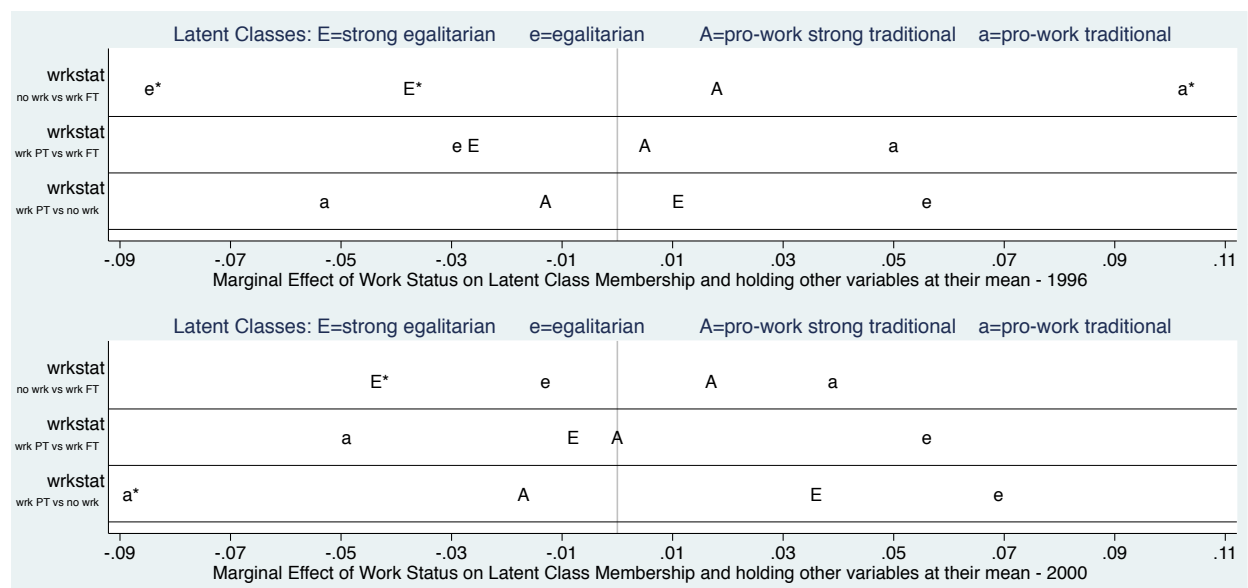 Latent Classes: E=strong egalitarian e=egalitarian A=pro-work strong traditional a=pro-work traditional
wrkstat
no wrk vs wrk FT
e* E* A a*
wrkstat
wrk PT vs wrk FT
e E A a
wrkstat
wrk PT vs no wrk
a A E e
-.09 -.07 -.05 -.03 -.01 .01 .03 .05 .07 .09 .11
Marginal Effect of Work Status on Latent Class Membership and holding other variables at their mean - 1996
Latent Classes: E=strong egalitarian e=egalitarian A=pro-work strong traditional a=pro-work traditional
wrkstat
no wrk vs wrk FT
E* e A a
wrkstat
wrk PT vs wrk FT
a E A e
wrkstat
wrk PT vs no wrk
a* A E e
-.09 -.07 -.05 -.03 -.01 .01 .03 .05 .07 .09 .11
Marginal Effect of Work Status on Latent Class Membership and holding other variables at their mean - 2000